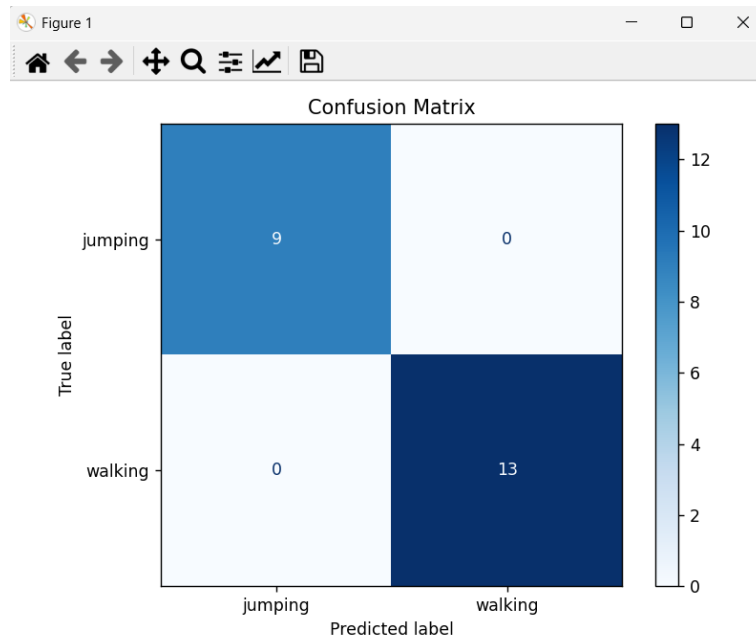 Figure 1
Confusion Matrix
12
jumping 9 0
10
8
True label
6
4
walking 0 13
2
0
jumping walking
Predicted label